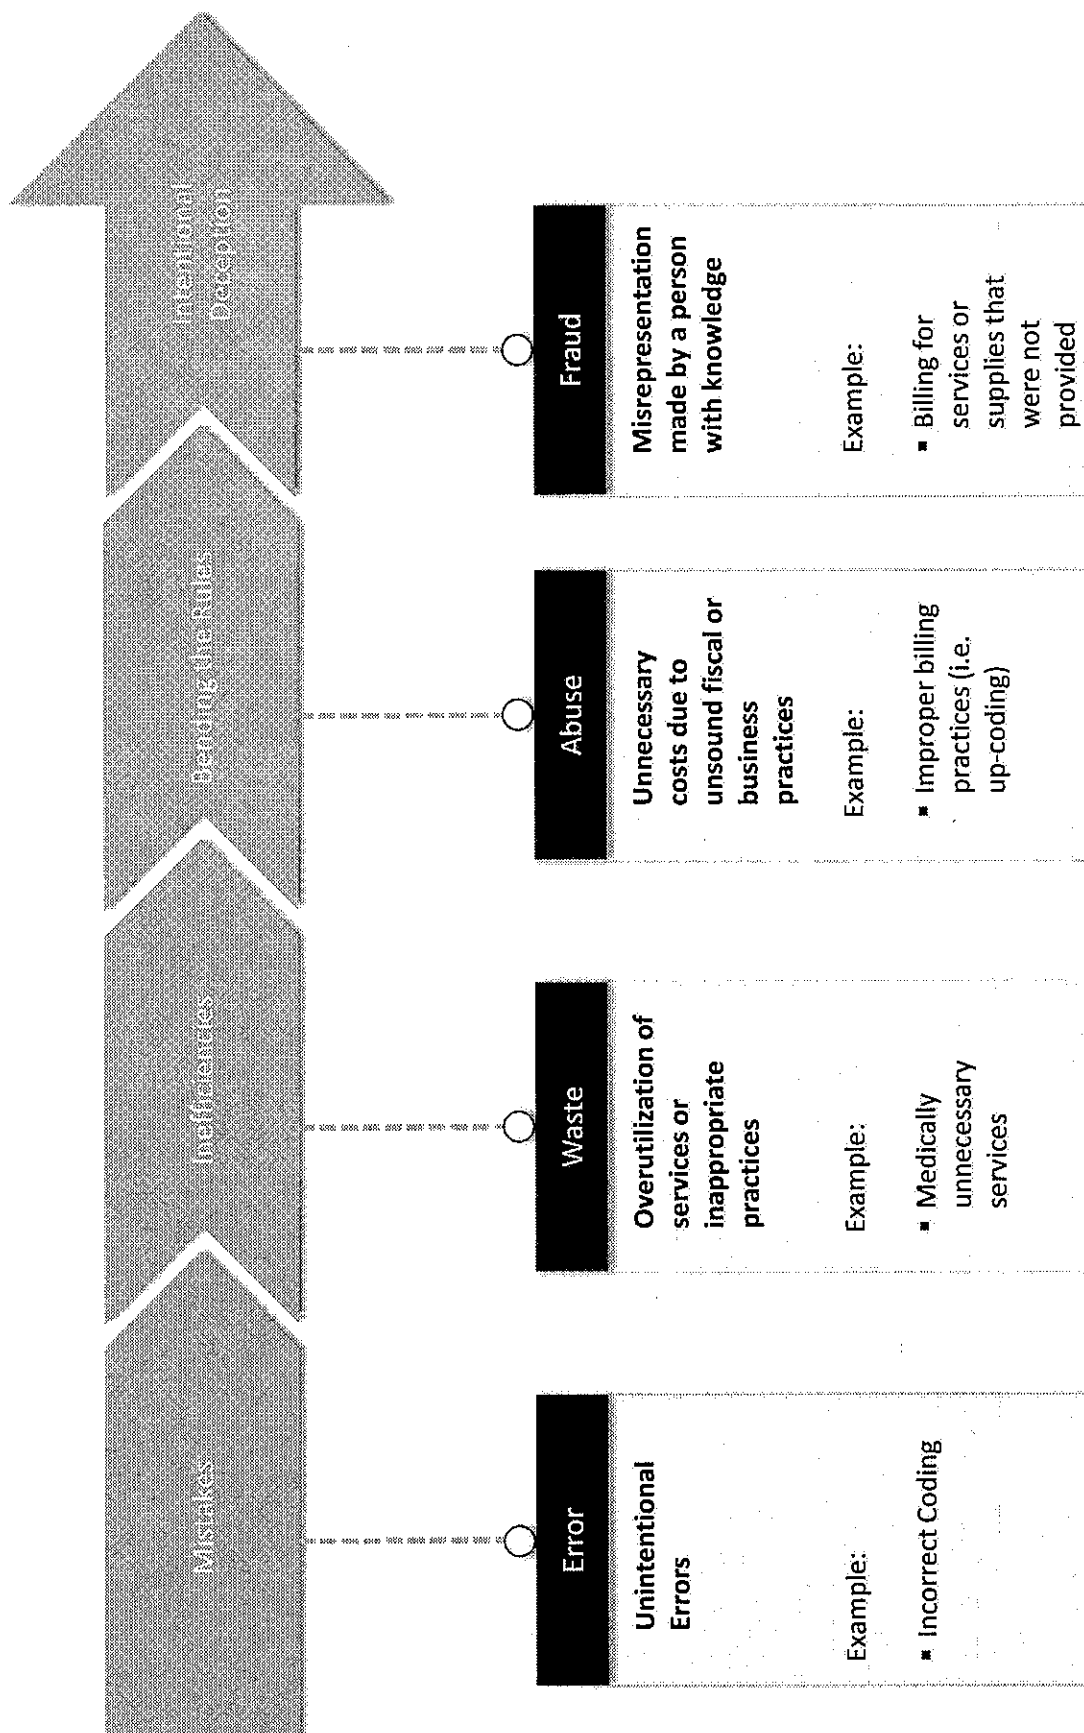 Mistakes
Inefficiencies
Bending the Rules
Intentional
Deception
Error
Unintentional
Errors
Example:
▪ Incorrect Coding
Waste
Overutilization of
services or
inappropriate
practices
Example:
▪ Medically
unnecessary
services
Abuse
Unnecessary
costs due to
unsound fiscal or
business
practices
Example:
▪ Improper billing
practices (i.e.
up-coding)
Fraud
Misrepresentation
made by a person
with knowledge
Example:
▪ Billing for
services or
supplies that
were not
provided